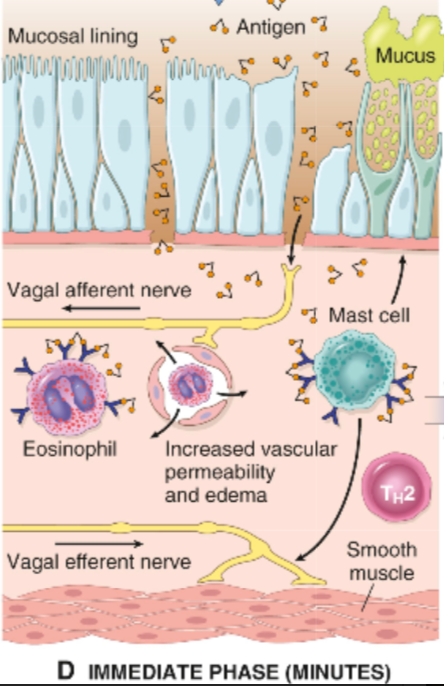 Mucosal lining
Antigen
Mucus
Vagal afferent nerve
Mast cell
Eosinophil
Increased vascular
permeability
and edema
TH2
Vagal efferent nerve
Smooth
muscle
D IMMEDIATE PHASE (MINUTES)